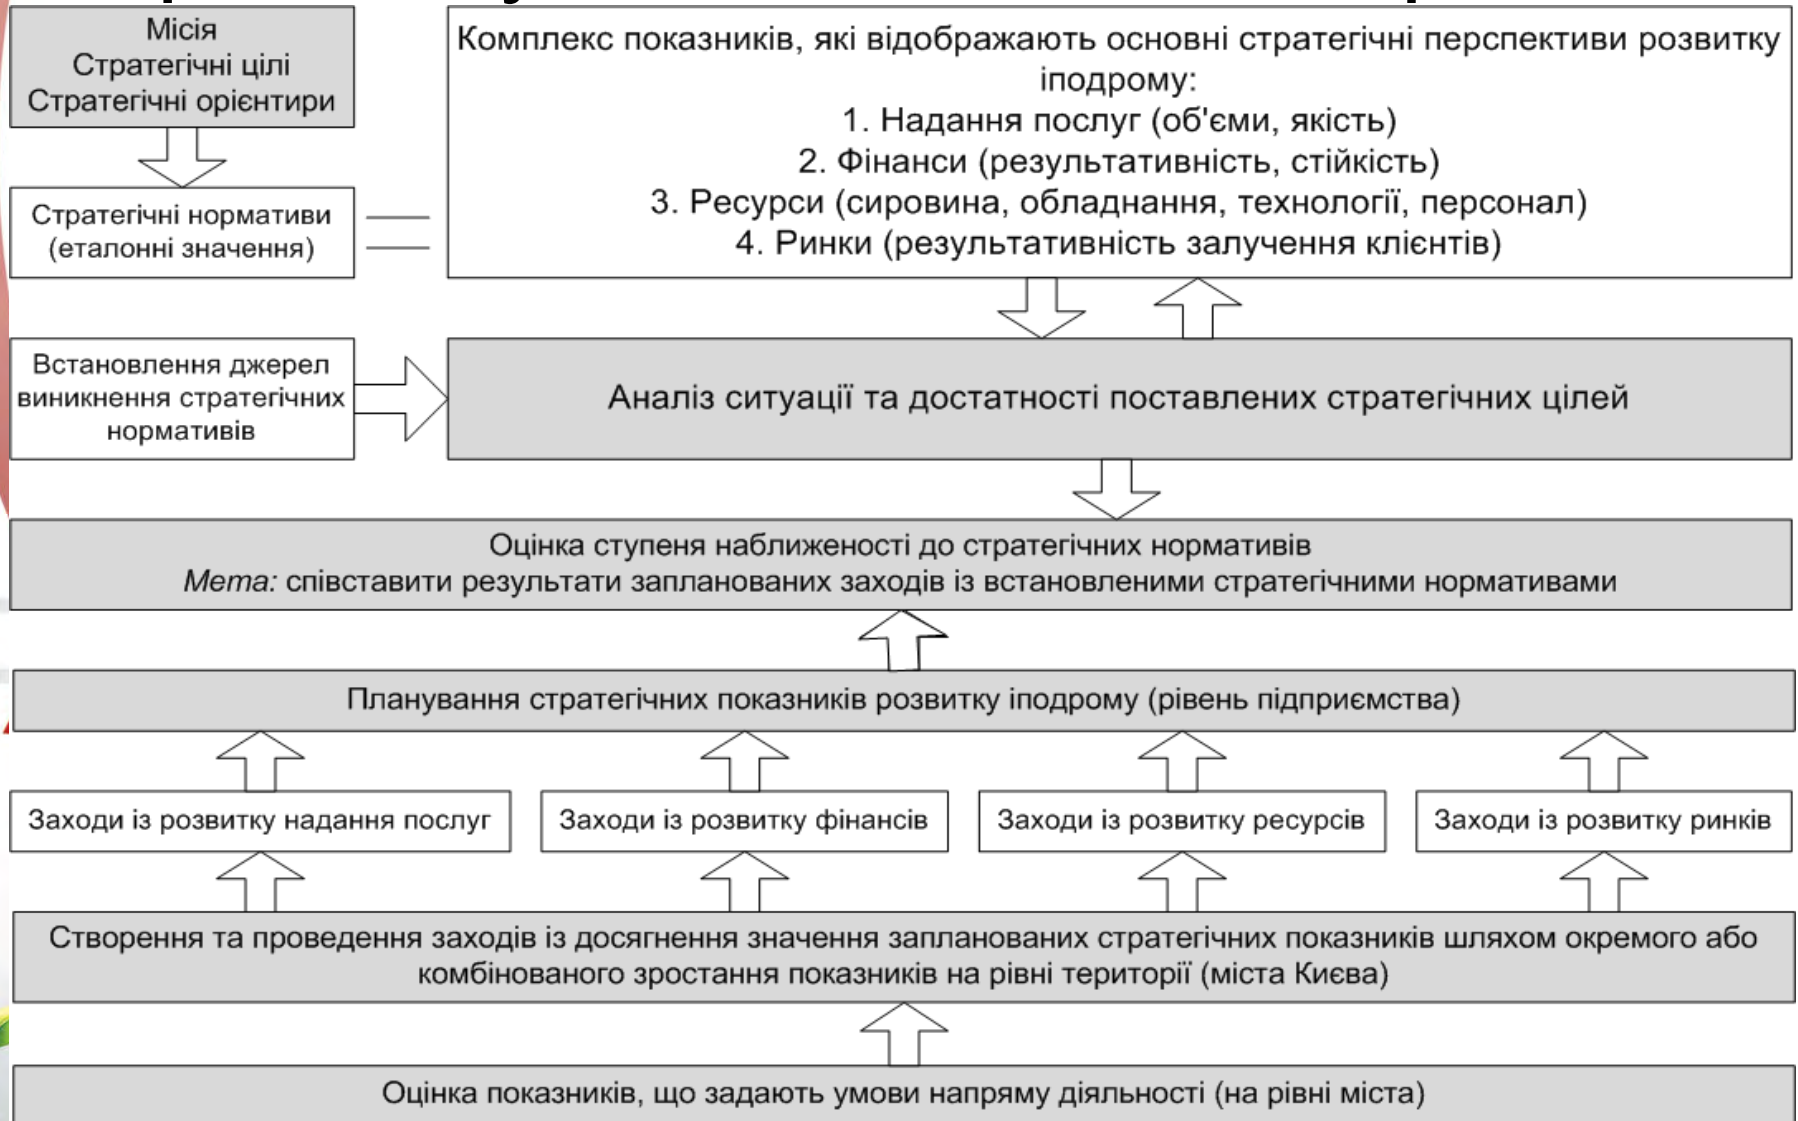 Місія
Стратегічні цілі
Стратегічні орієнтири
Комплекс показників, які відображають основні стратегічні перспективи розвитку
іподрому:
1. Надання послуг (об'єми, якість)
2. Фінанси (результативність, стійкість)
3. Ресурси (сировина, обладнання, технології, персонал)
4. Ринки (результативність залучення клієнтів)
Стратегічні нормативи
(еталонні значення)
Встановлення джерел
виникнення стратегічних
нормативів
Аналіз ситуації та достатності поставлених стратегічних цілей
Оцінка ступеня наближеності до стратегічних нормативів
Мета: співставити результати запланованих заходів із встановленими стратегічними нормативами
Планування стратегічних показників розвитку іподрому (рівень підприємства)
Заходи із розвитку надання послуг
Заходи із розвитку фінансів
Заходи із розвитку ресурсів
Заходи із розвитку ринків
Створення та проведення заходів із досягнення значення запланованих стратегічних показників шляхом окремого або
комбінованого зростання показників на рівні території (міста Києва)
Оцінка показників, що задають умови напряму діяльності (на рівні міста)